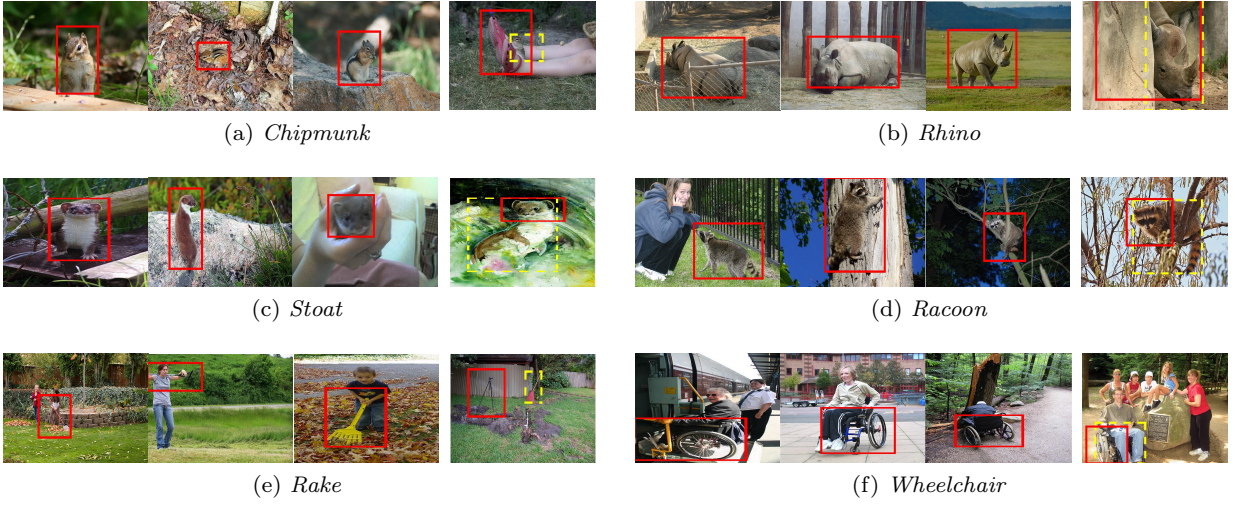 (a) Chipmunk
(b) Rhino
(c) Stoat
(d) Racoon
(e) Rake
(f) Wheelchair